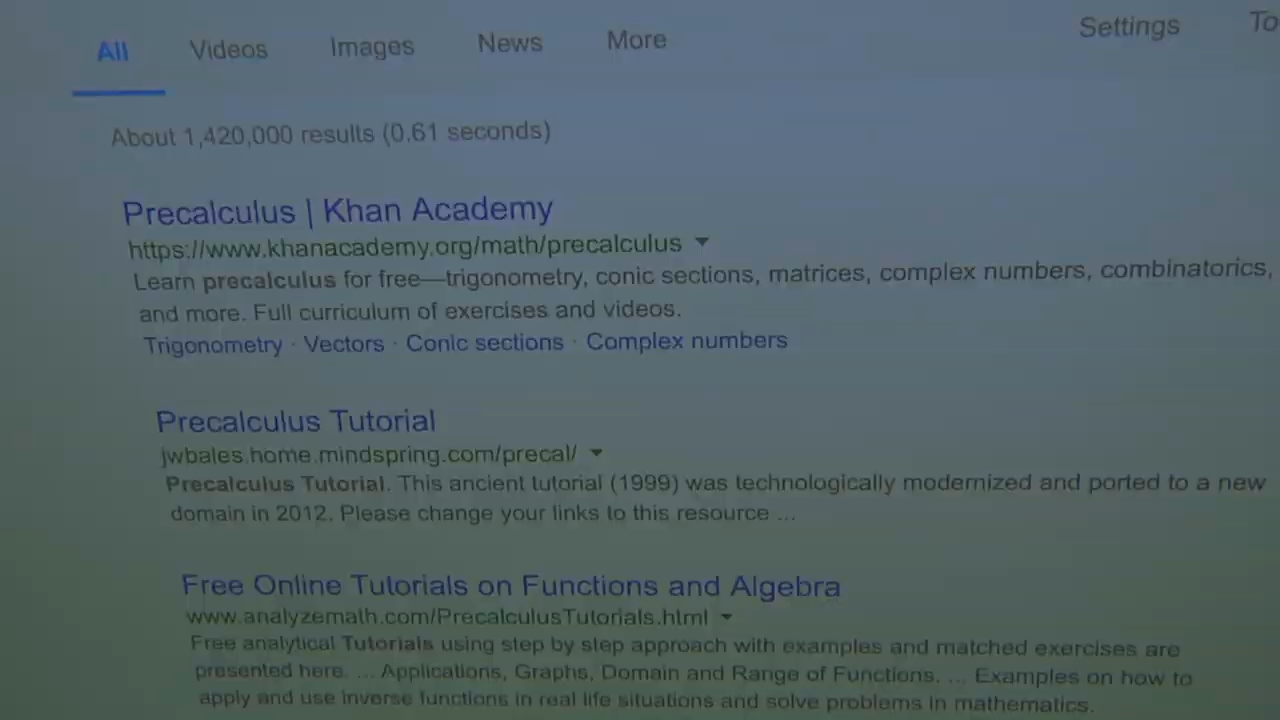 All Videos Images News More Settings
About 1,420,000 results (0.61 seconds)
Precalculus | Khan Academy
https://www.khanacademy.org/math/precalculus
Learn precalculus for free—trigonometry, conic sections, matrices, complex numbers, combinatorics,
and more. Full curriculum of exercises and videos.
Trigonometry · Vectors · Conic sections · Complex numbers
Precalculus Tutorial
jwbales.home.mindspring.com/precal/
Precalculus Tutorial. This ancient tutorial (1999) was technologically modernized and ported to a new
domain in 2012. Please change your links to this resource ...
Free Online Tutorials on Functions and Algebra
www.analyzemath.com/PrecalculusTutorials.html
Free analytical Tutorials using step by step approach with examples and matched exercises are
presented here. ... Applications, Graphs, Domain and Range of Functions. ... Examples on how to
apply and use inverse functions in real life situations and solve problems in mathematics.